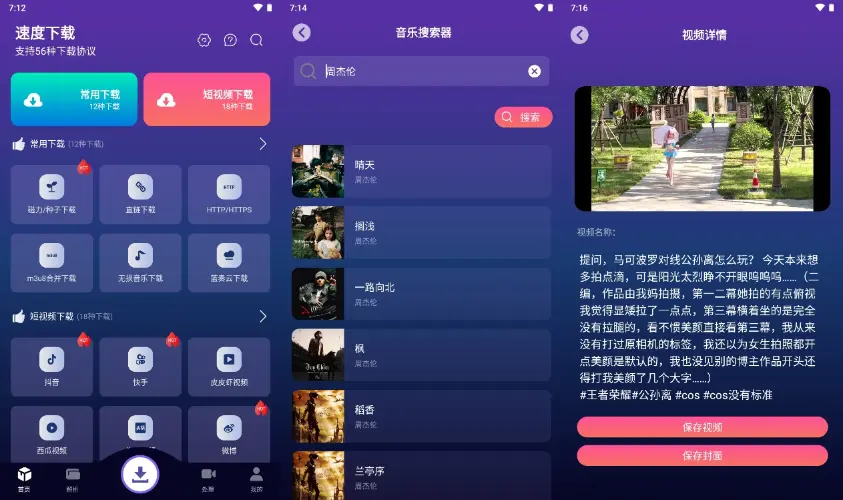 7:12
速度下载
支持56种下载协议
常用下载
12种下载
短视频下载
18种下载
常用下载 (12种下载)
HOT
磁力/种子下载
直链下载
HTTP
HTTP/HTTPS
m3u8
m3u8合并下载
无损音乐下载
蓝奏云下载
短视频下载 (18种下载)
HOT
HOT
抖音
快手
皮皮虾视频
HOT
西瓜视频
微博
首页
解析
处理
我的
7:14
音乐搜索器
周杰伦
搜索
晴天
周杰伦
搁浅
周杰伦
一路向北
周杰伦
枫
周杰伦
稻香
周杰伦
兰亭序
周杰伦
7:16
视频详情
视频名称:
提问，马可波罗对线公孙离怎么玩？ 今天本来想
多拍点滴，可是阳光太烈睁不开眼呜呜呜……（二
编，作品由我妈拍摄，第一二幕她拍的有点俯视
我觉得显矮拉了一点点，第三幕横着坐的是完全
没有拉腿的，看不惯美颜直接看第三幕，我从来
没有打过原相机的标签，我还以为女生拍照都开
点美颜是默认的，我也没见别的博主作品开头还
得打我美颜了几个大字……）
#王者荣耀#公孙离 #cos #cos没有标准
保存视频
保存封面